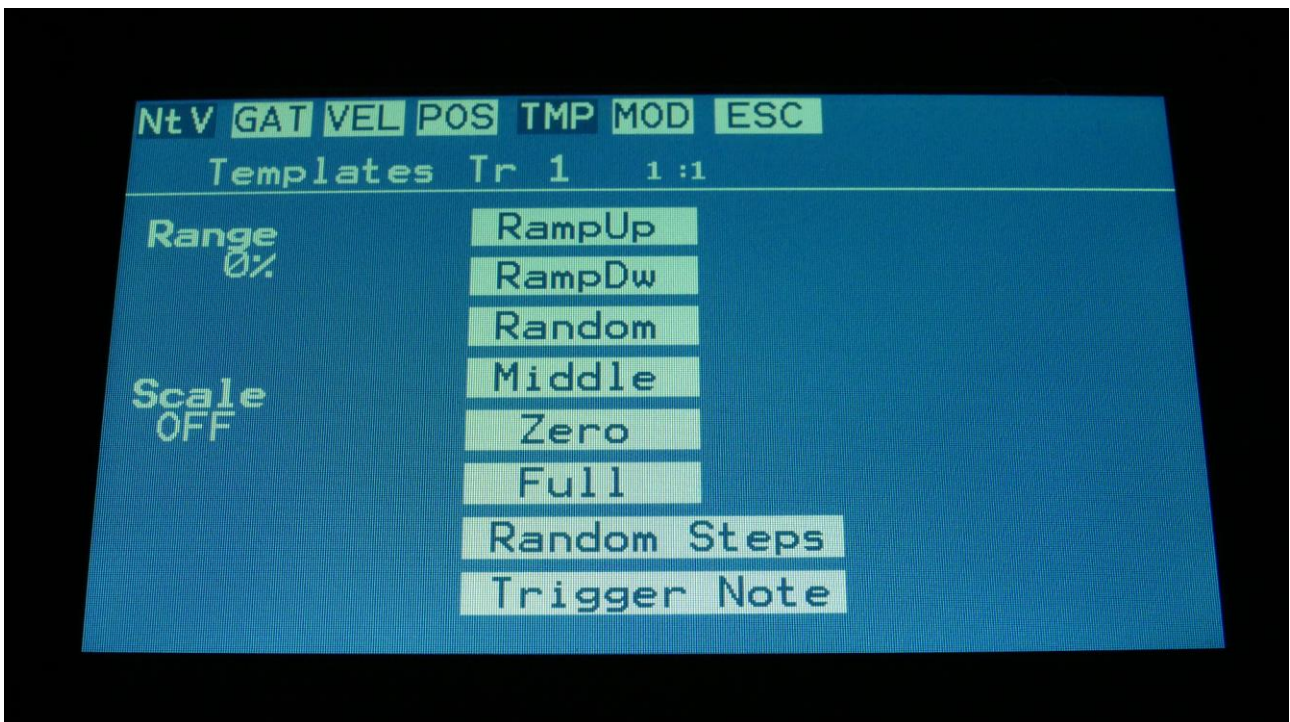 NtV GAT VEL POS TMP MOD ESC
Templates Tr 1 1 :1
Range
0%
Scale
OFF
RampUp
RampDw
Random
Middle
Zero
Full
Random Steps
Trigger Note